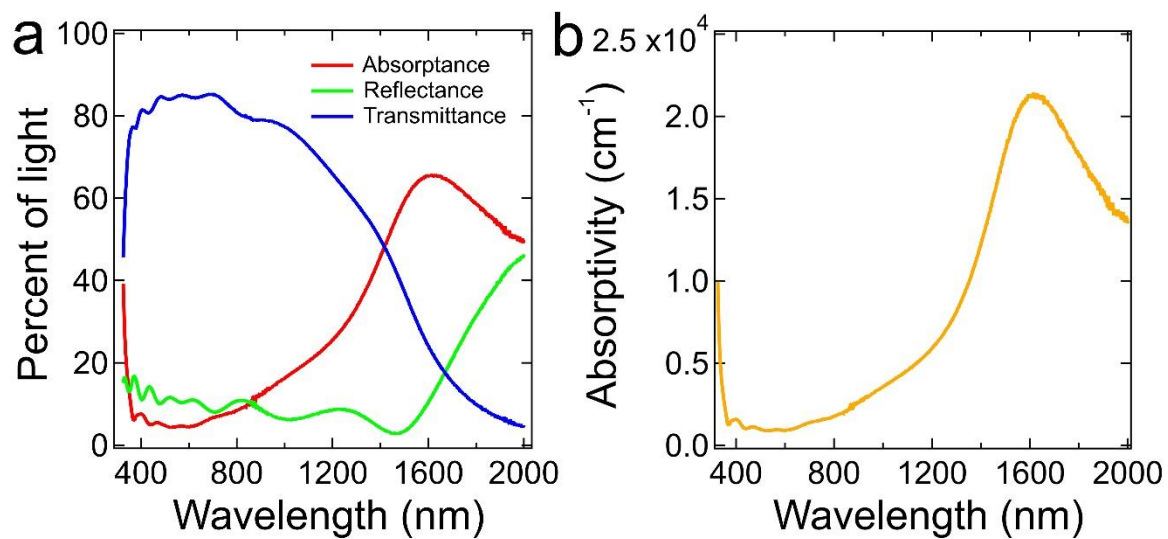 a
100
80
60
40
20
0
Percent of light
Absorptance
Reflectance
Transmittance
400 800 1200 1600 2000
Wavelength (nm)
b
2.5 x10⁴
2.0
1.5
1.0
0.5
0.0
Absorptivity (cm⁻¹)
400 800 1200 1600 2000
Wavelength (nm)